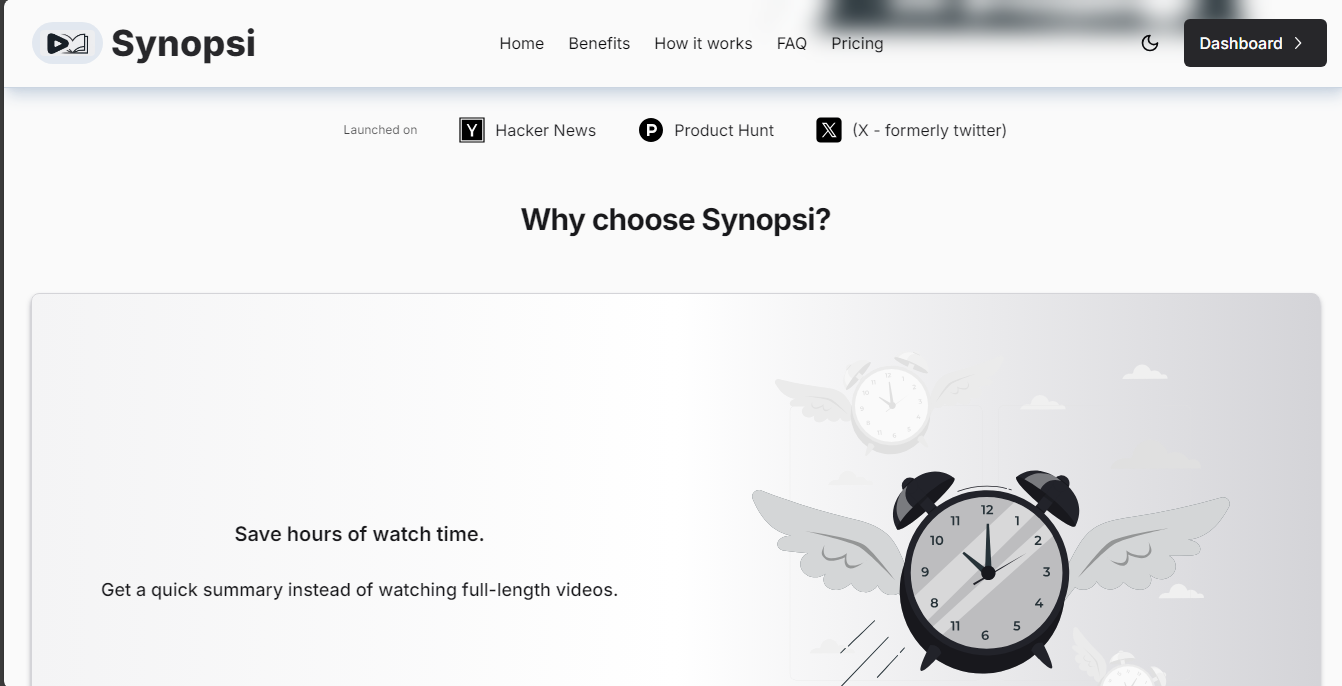 Synopsi
Home Benefits How it works FAQ Pricing
Dashboard
Launched on
Y Hacker News
P Product Hunt
X (X - formerly twitter)
Why choose Synopsi?
Save hours of watch time.
Get a quick summary instead of watching full-length videos.
12
11 1
10 2
9 3
8 4
11 5
6